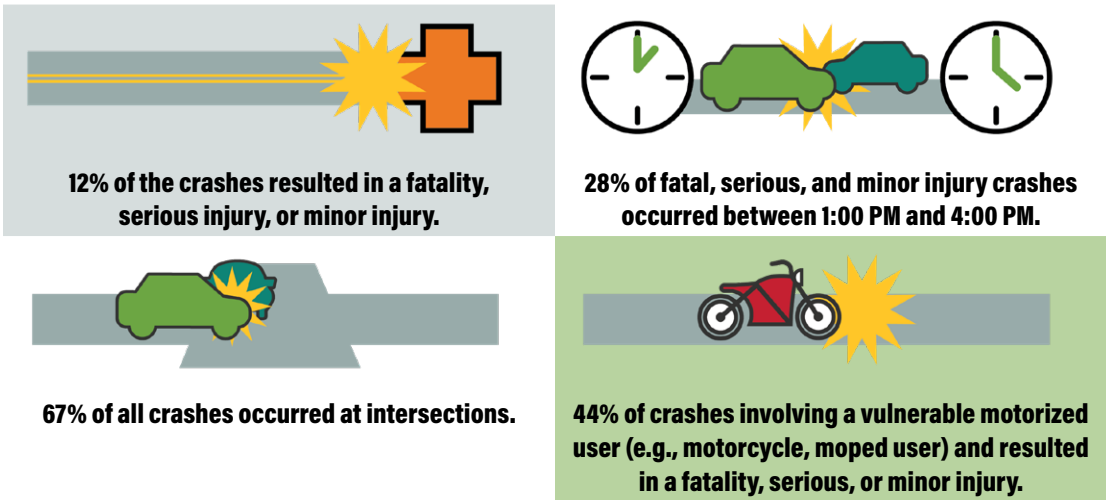 12% of the crashes resulted in a fatality,
serious injury, or minor injury.
28% of fatal, serious, and minor injury crashes
occurred between 1:00 PM and 4:00 PM.
67% of all crashes occurred at intersections.
44% of crashes involving a vulnerable motorized
user (e.g., motorcycle, moped user) and resulted
in a fatality, serious, or minor injury.